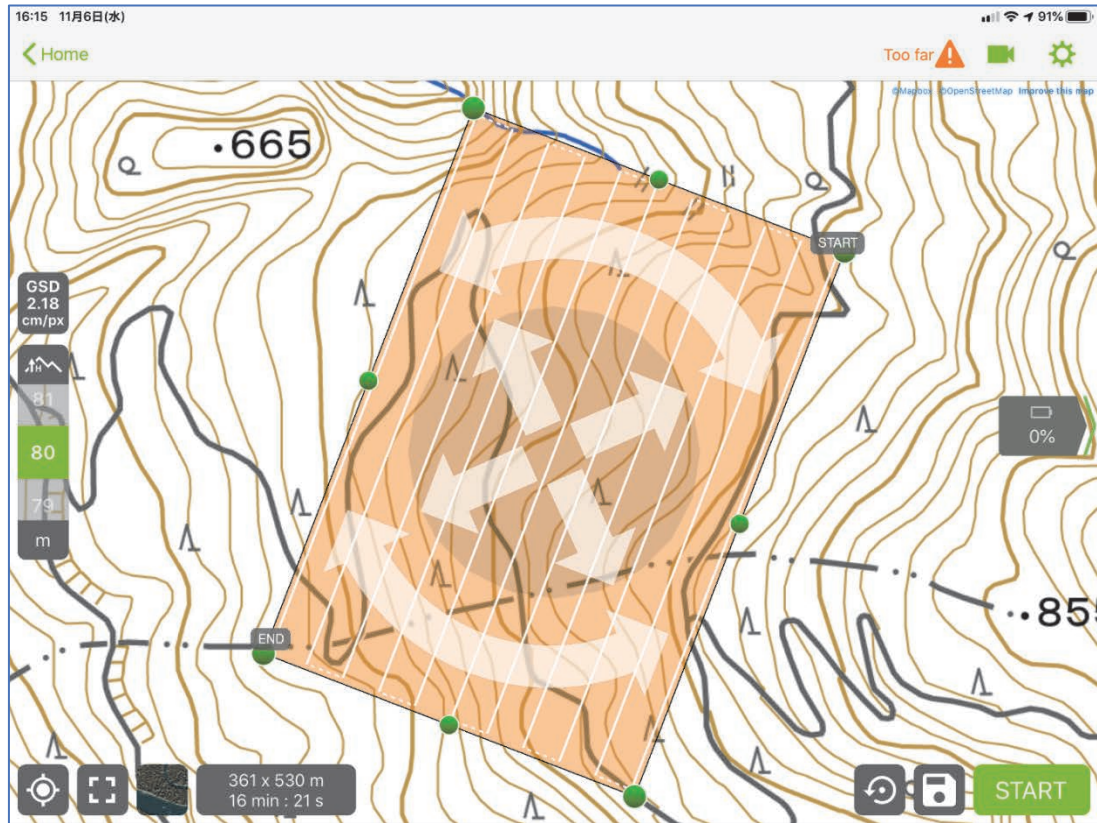 16:15 11月6日(水)
91%
Home
Too far
©Mapbox ©OpenStreetMap Improve this map
665
START
GSD
2.18
cm/px
H
81
80
79
m
0%
855
END
361 x 530 m
16 min : 21 s
START